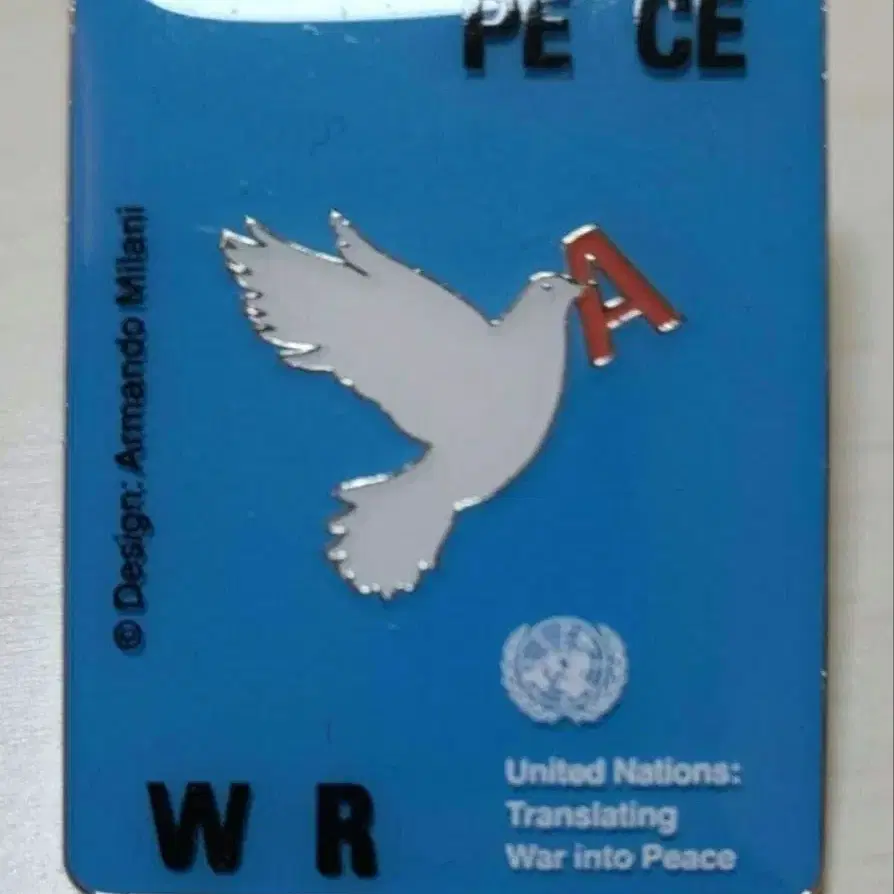 PE CE
A
© Design: Armando Milani
United Nations:
Translating
War into Peace
W R